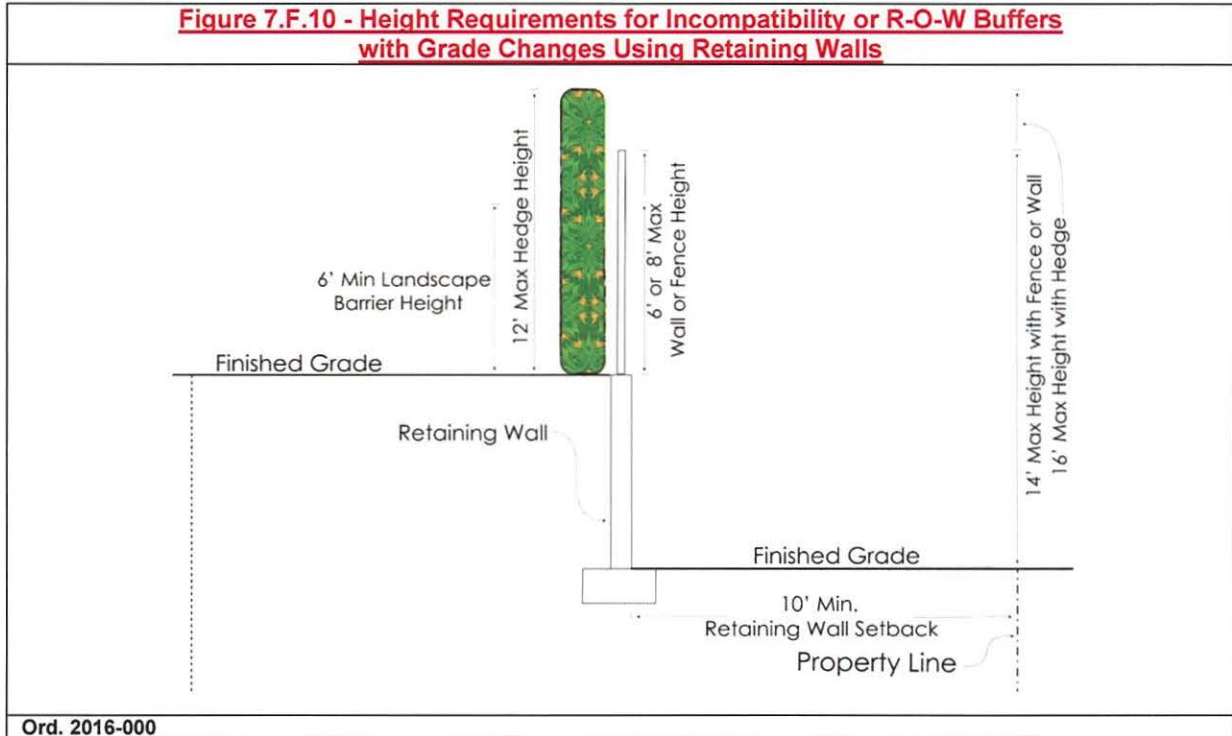 Figure 7.F.10 - Height Requirements for Incompatibility or R-O-W Buffers
with Grade Changes Using Retaining Walls
6' Min Landscape
Barrier Height
12' Max Hedge Height
6' or 8' Max
Wall or Fence Height
14' Max Height with Fence or Wall
16' Max Height with Hedge
Finished Grade
Retaining Wall
Finished Grade
10' Min.
Retaining Wall Setback
Property Line
Ord. 2016-000